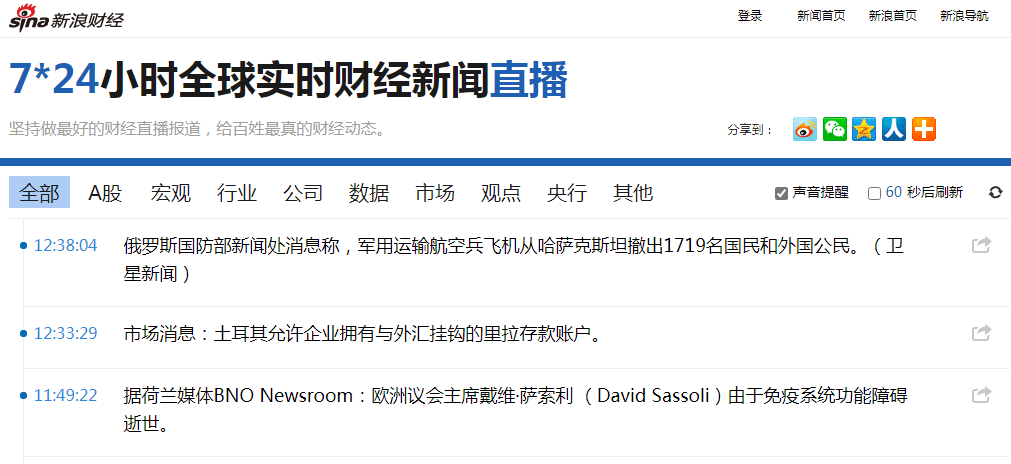 sina新浪财经
登录 新闻首页 新浪首页 新浪导航
7*24小时全球实时财经新闻直播
坚持做最好的财经直播报道，给百姓最真的财经动态。
分享到：
全部 A股 宏观 行业 公司 数据 市场 观点 央行 其他
声音提醒 60 秒后刷新
12:38:04 俄罗斯国防部新闻处消息称，军用运输航空兵飞机从哈萨克斯坦撤出1719名国民和外国公民。（卫
星新闻）
12:33:29 市场消息：土耳其允许企业拥有与外汇挂钩的里拉存款账户。
11:49:22 据荷兰媒体BNO Newsroom：欧洲议会主席戴维·萨索利 （David Sassoli）由于免疫系统功能障碍
逝世。